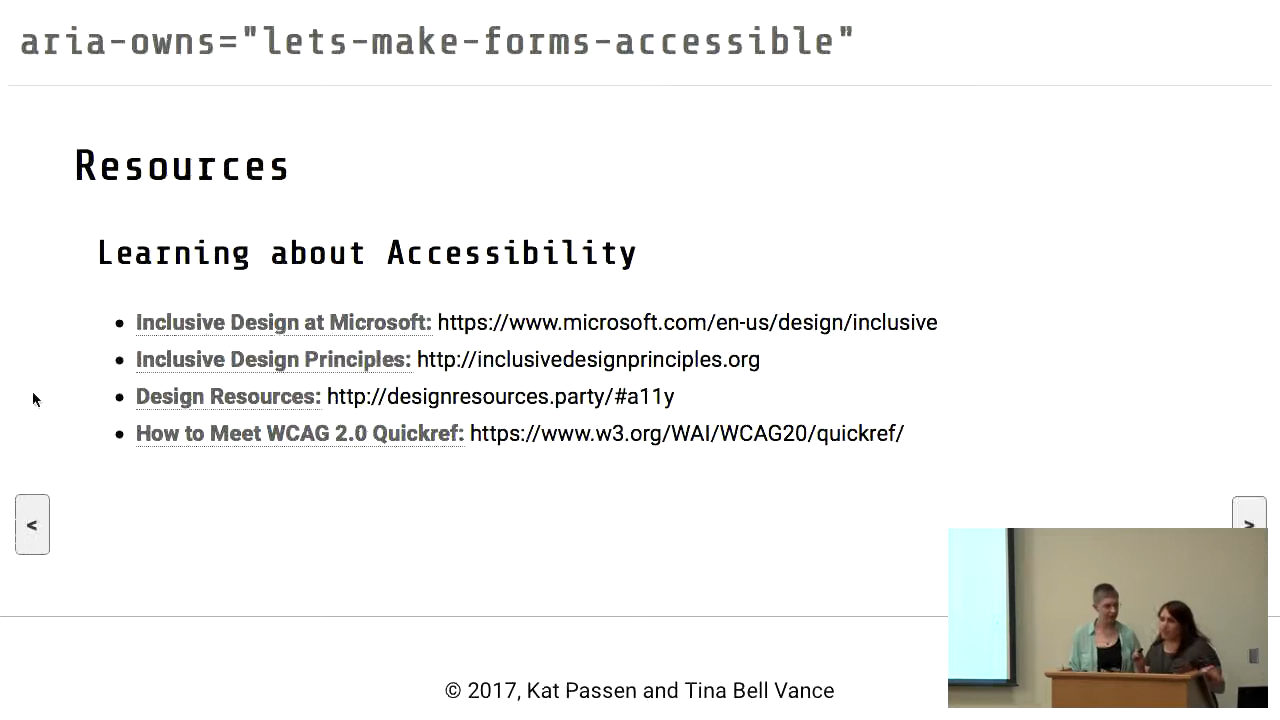 aria-owns="lets-make-forms-accessible"
Resources
Learning about Accessibility
Inclusive Design at Microsoft: https://www.microsoft.com/en-us/design/inclusive
Inclusive Design Principles: http://inclusivedesignprinciples.org
Design Resources: http://designresources.party/#a11y
How to Meet WCAG 2.0 Quickref: https://www.w3.org/WAI/WCAG20/quickref/
<
>
© 2017, Kat Passen and Tina Bell Vance